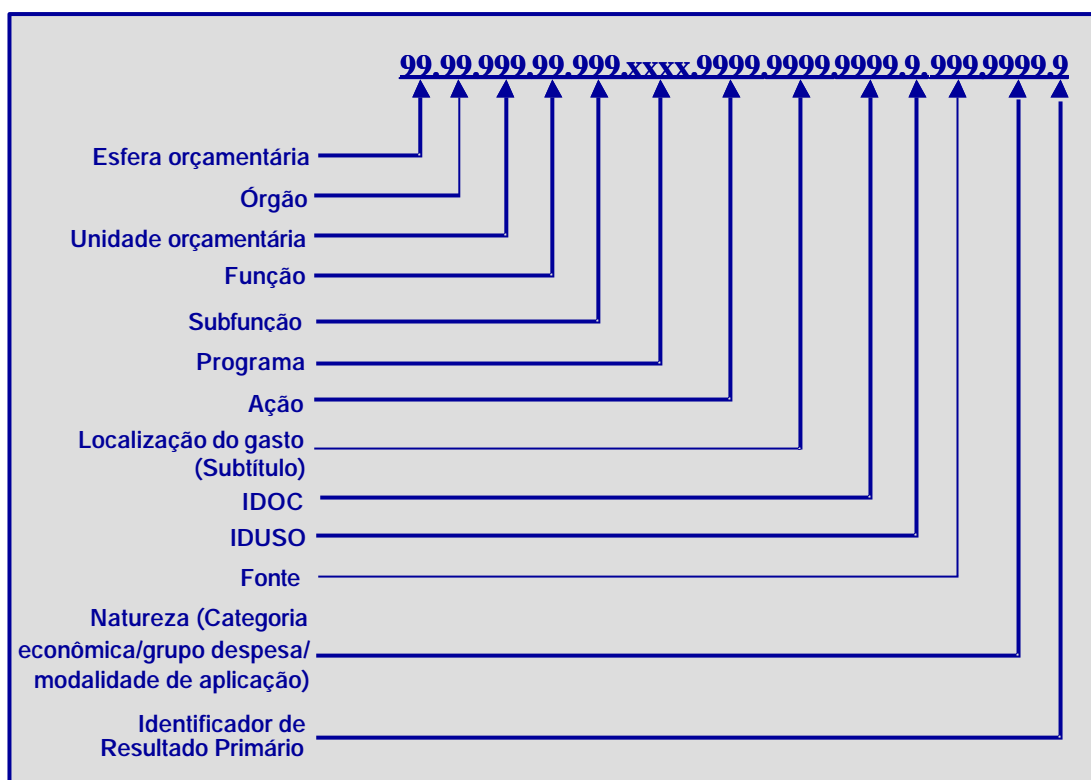 99.99.999.99.999.xxxx.9999.9999.9999.9.999.9999.9
Esfera orçamentária
Órgão
Unidade orçamentária
Função
Subfunção
Programa
Ação
Localização do gasto
(Subtítulo)
IDOC
IDUSO
Fonte
Natureza (Categoria
econômica/grupo despesa/
modalidade de aplicação)
Identificador de
Resultado Primário